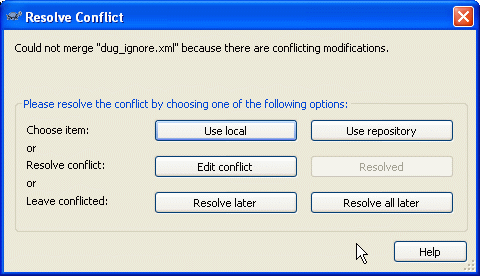 Resolve Conflict
Could not merge "dug_ignore.xml" because there are conflicting modifications.
Please resolve the conflict by choosing one of the following options:
Choose item: Use local Use repository
or
Resolve conflict: Edit conflict Resolved
or
Leave conflicted: Resolve later Resolve all later
Help